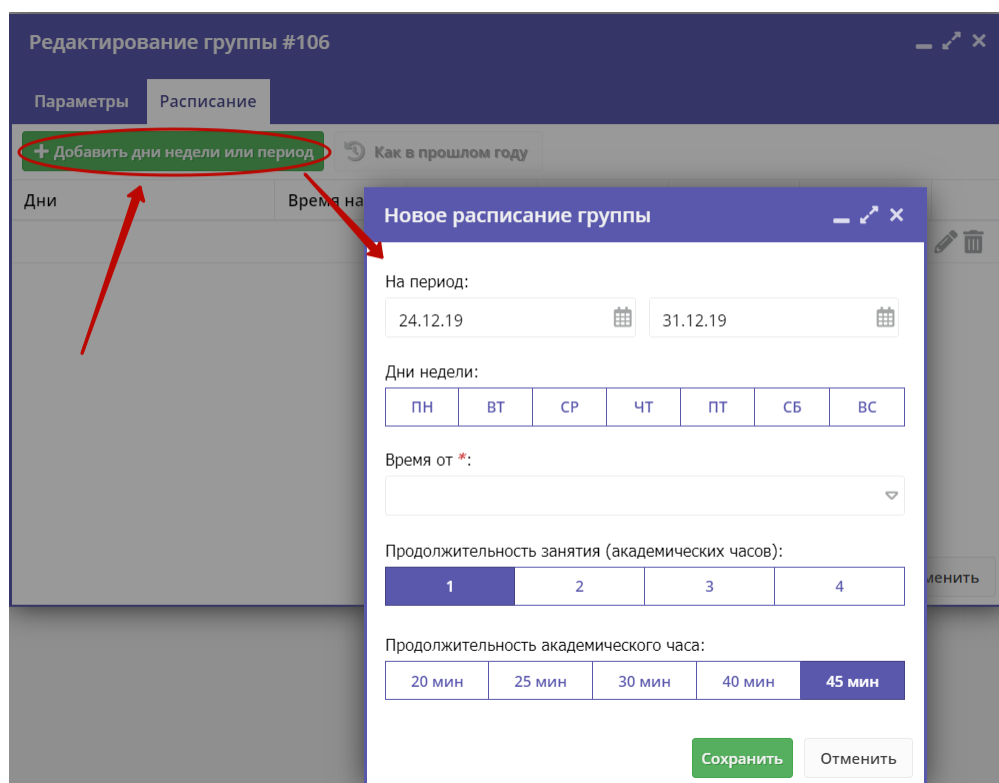 Редактирование группы #106
Параметры Расписание
Добавить дни недели или период Как в прошлом году
Дни Время на
Новое расписание группы
На период:
24.12.19 31.12.19
Дни недели:
ПН ВТ СР ЧТ ПТ СБ ВС
Время от *:
Продолжительность занятия (академических часов):
1 2 3 4
менить
Продолжительность академического часа:
20 мин 25 мин 30 мин 40 мин 45 мин
Сохранить Отменить